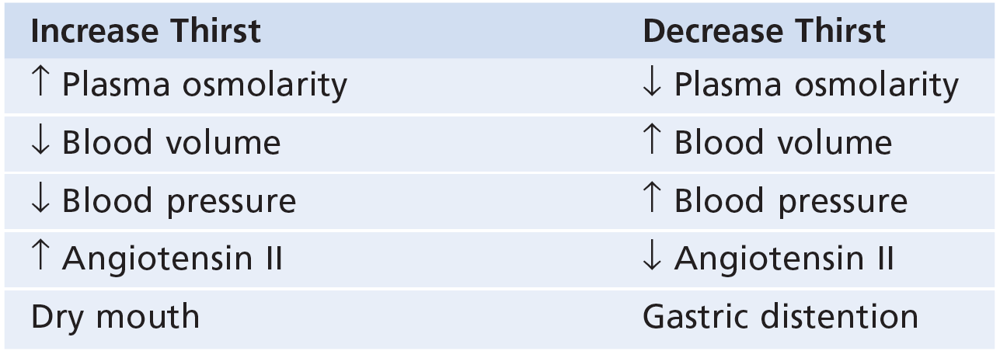 Increase Thirst Decrease Thirst
↑ Plasma osmolarity ↓ Plasma osmolarity
↓ Blood volume ↑ Blood volume
↓ Blood pressure ↑ Blood pressure
↑ Angiotensin II ↓ Angiotensin II
Dry mouth Gastric distention